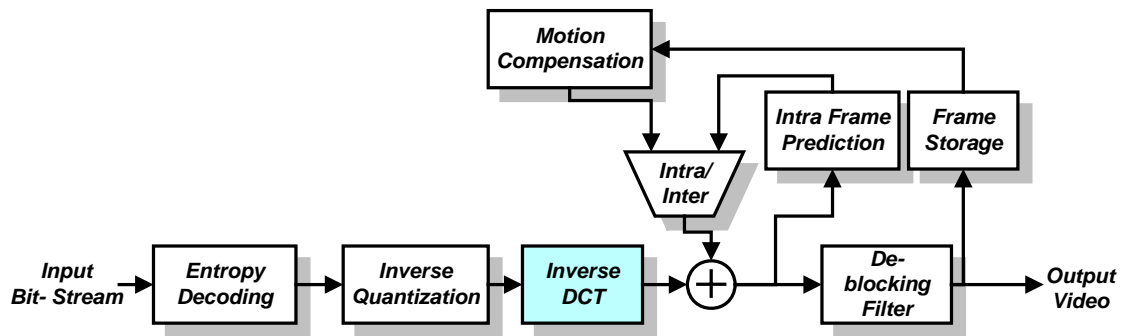 Motion
Compensation
Intra Frame
Prediction
Frame
Storage
Intra/
Inter
Input
Bit- Stream
Entropy
Decoding
Inverse
Quantization
Inverse
DCT
De-
blocking
Filter
Output
Video